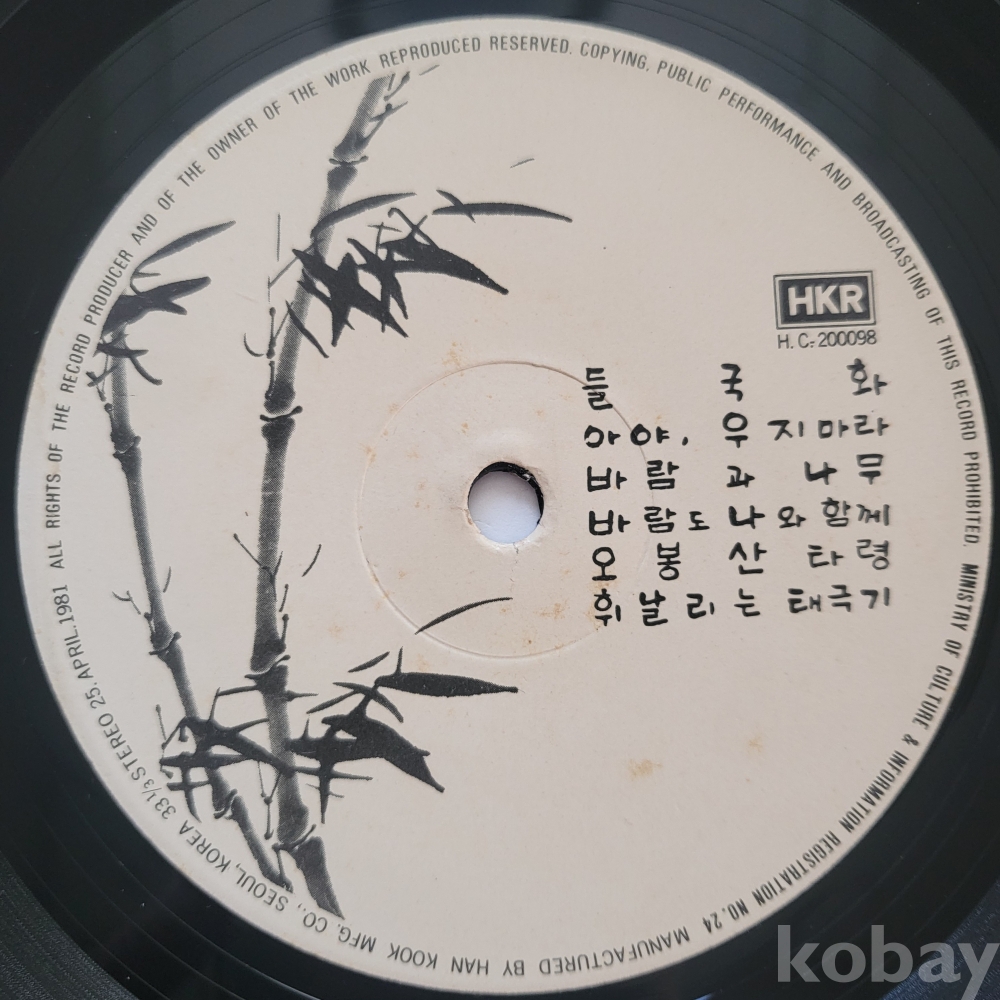 ALL RIGHTS OF THE RECORD PRODUCER AND OF THE OWNER OF THE WORK REPRODUCED RESERVED. COPYING, PUBLIC PERFORMANCE AND BROADCASTING OF THIS RECORD PROHIBITED. MINISTRY OF CULTURE & INFORMATION REGISTRATION NO.24 MANUFACTURED BY HAN KOOK MFG. CO., SEOUL, KOREA 33 1/3 STEREO 25.APRIL.1981
HKR
H.C.-200098
들국화
아야, 우지마라
바람과 나무
바람도 나와 함께
오봉산 타령
휘날리는 태극기
kobay